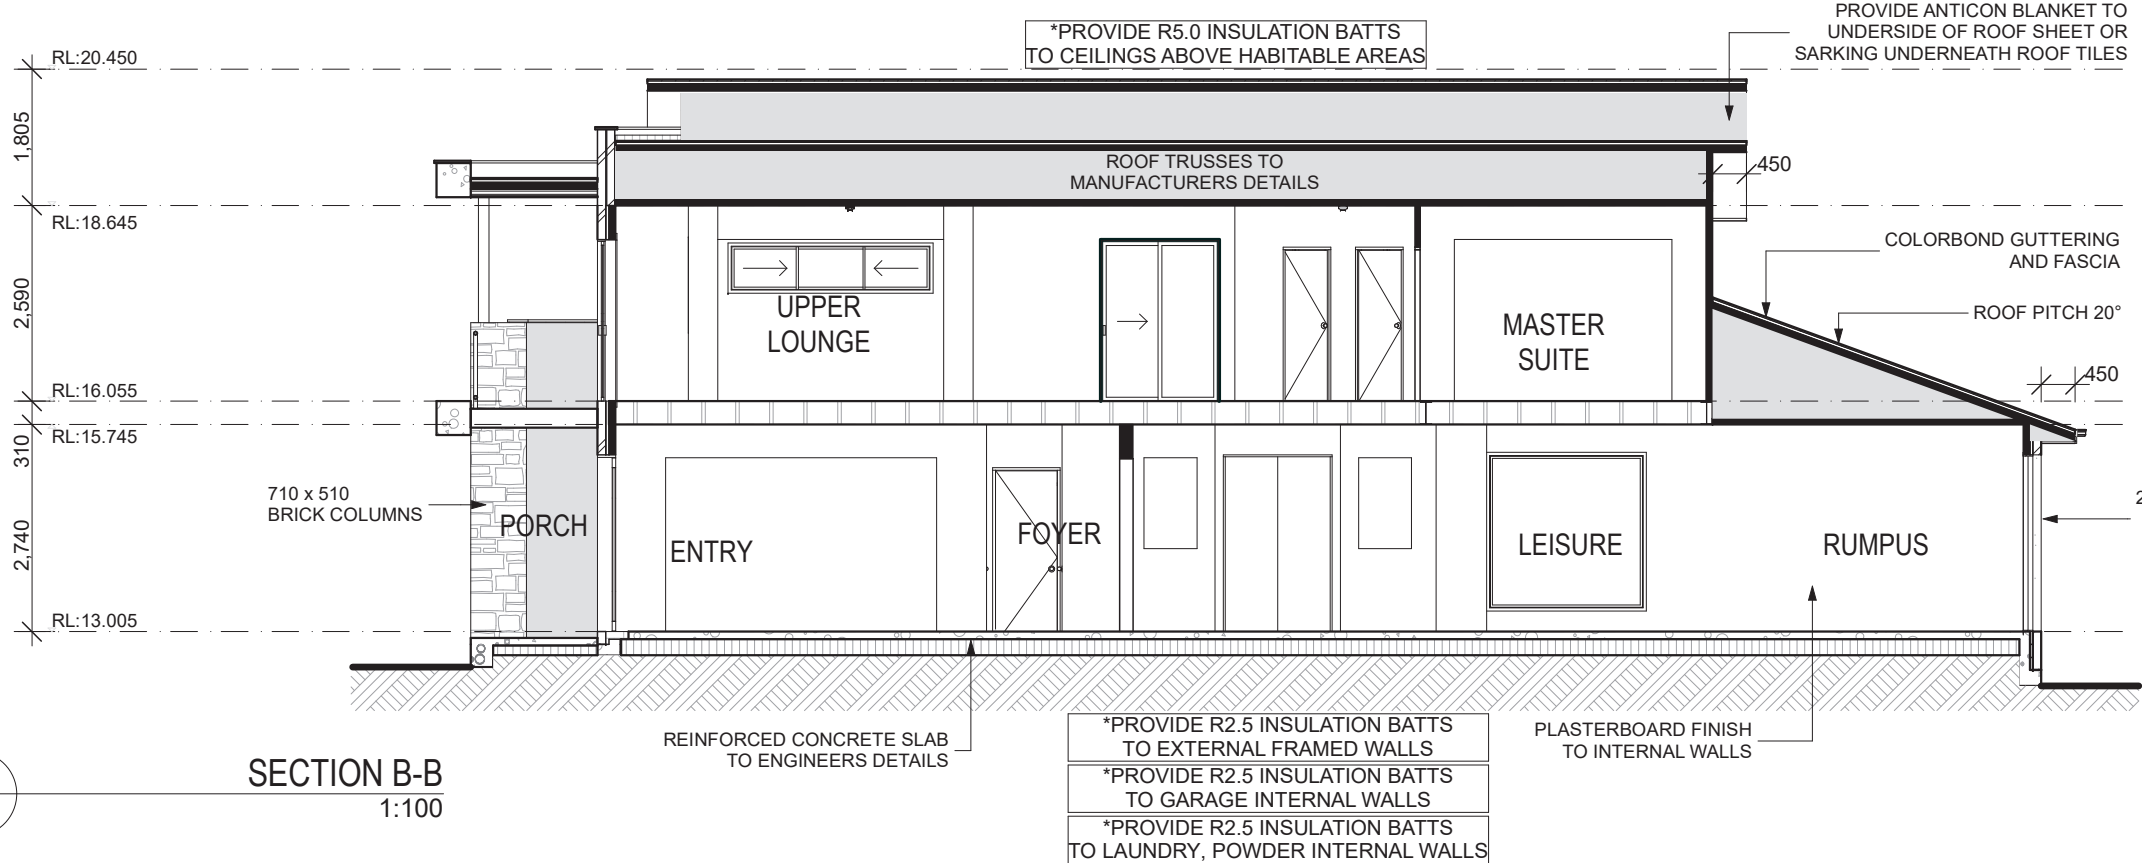 *PROVIDE R5.0 INSULATION BATTS
TO CEILINGS ABOVE HABITABLE AREAS
PROVIDE ANTICON BLANKET TO
UNDERSIDE OF ROOF SHEET OR
SARKING UNDERNEATH ROOF TILES
RL:20.450
1,805
ROOF TRUSSES TO
MANUFACTURERS DETAILS
450
RL:18.645
COLORBOND GUTTERING
AND FASCIA
2,590
UPPER
LOUNGE
MASTER
SUITE
ROOF PITCH 20°
450
RL:16.055
310
RL:15.745
710 x 510
BRICK COLUMNS
2
PORCH
ENTRY
FOYER
LEISURE
RUMPUS
2,740
RL:13.005
REINFORCED CONCRETE SLAB
TO ENGINEERS DETAILS
*PROVIDE R2.5 INSULATION BATTS
TO EXTERNAL FRAMED WALLS
PLASTERBOARD FINISH
TO INTERNAL WALLS
SECTION B-B
1:100
*PROVIDE R2.5 INSULATION BATTS
TO GARAGE INTERNAL WALLS
*PROVIDE R2.5 INSULATION BATTS
TO LAUNDRY, POWDER INTERNAL WALLS